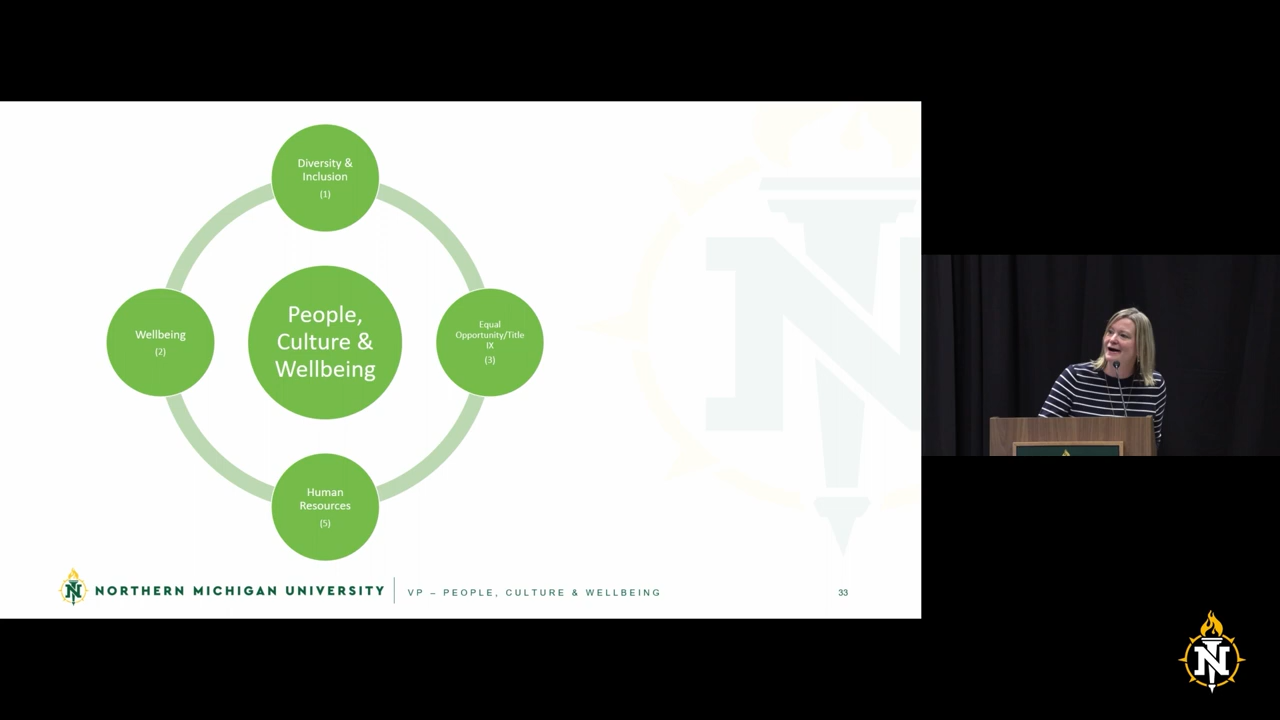 Diversity &
Inclusion
(1)
Wellbeing
(2)
People,
Culture &
Wellbeing
Equal
Opportunity/Title
IX
(3)
Human
Resources
(5)
N
NORTHERN MICHIGAN UNIVERSITY
VP – PEOPLE, CULTURE & WELLBEING
33
N
N